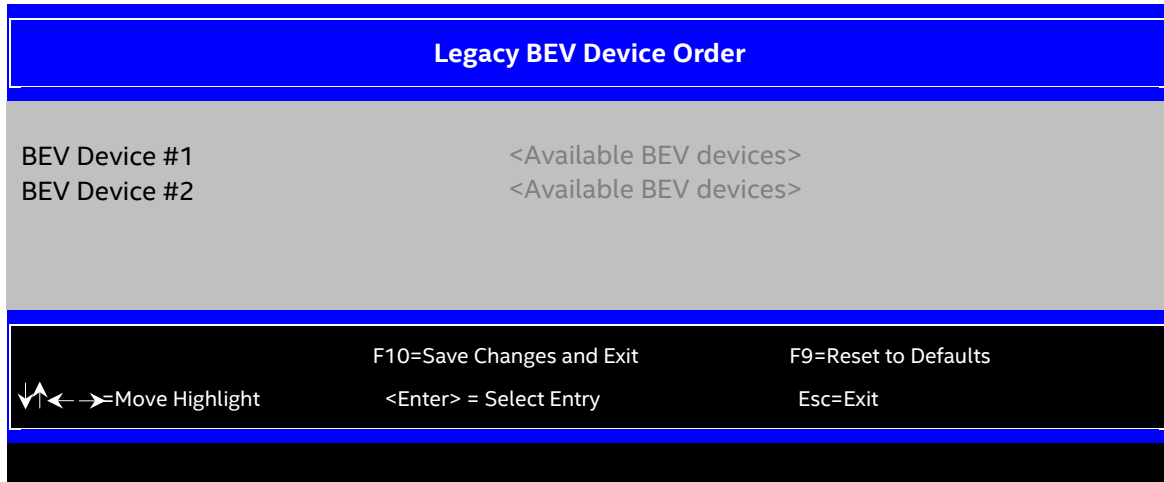 Legacy BEV Device Order
BEV Device #1 <Available BEV devices>
BEV Device #2 <Available BEV devices>
F10=Save Changes and Exit F9=Reset to Defaults
↓↑←→=Move Highlight <Enter> = Select Entry Esc=Exit